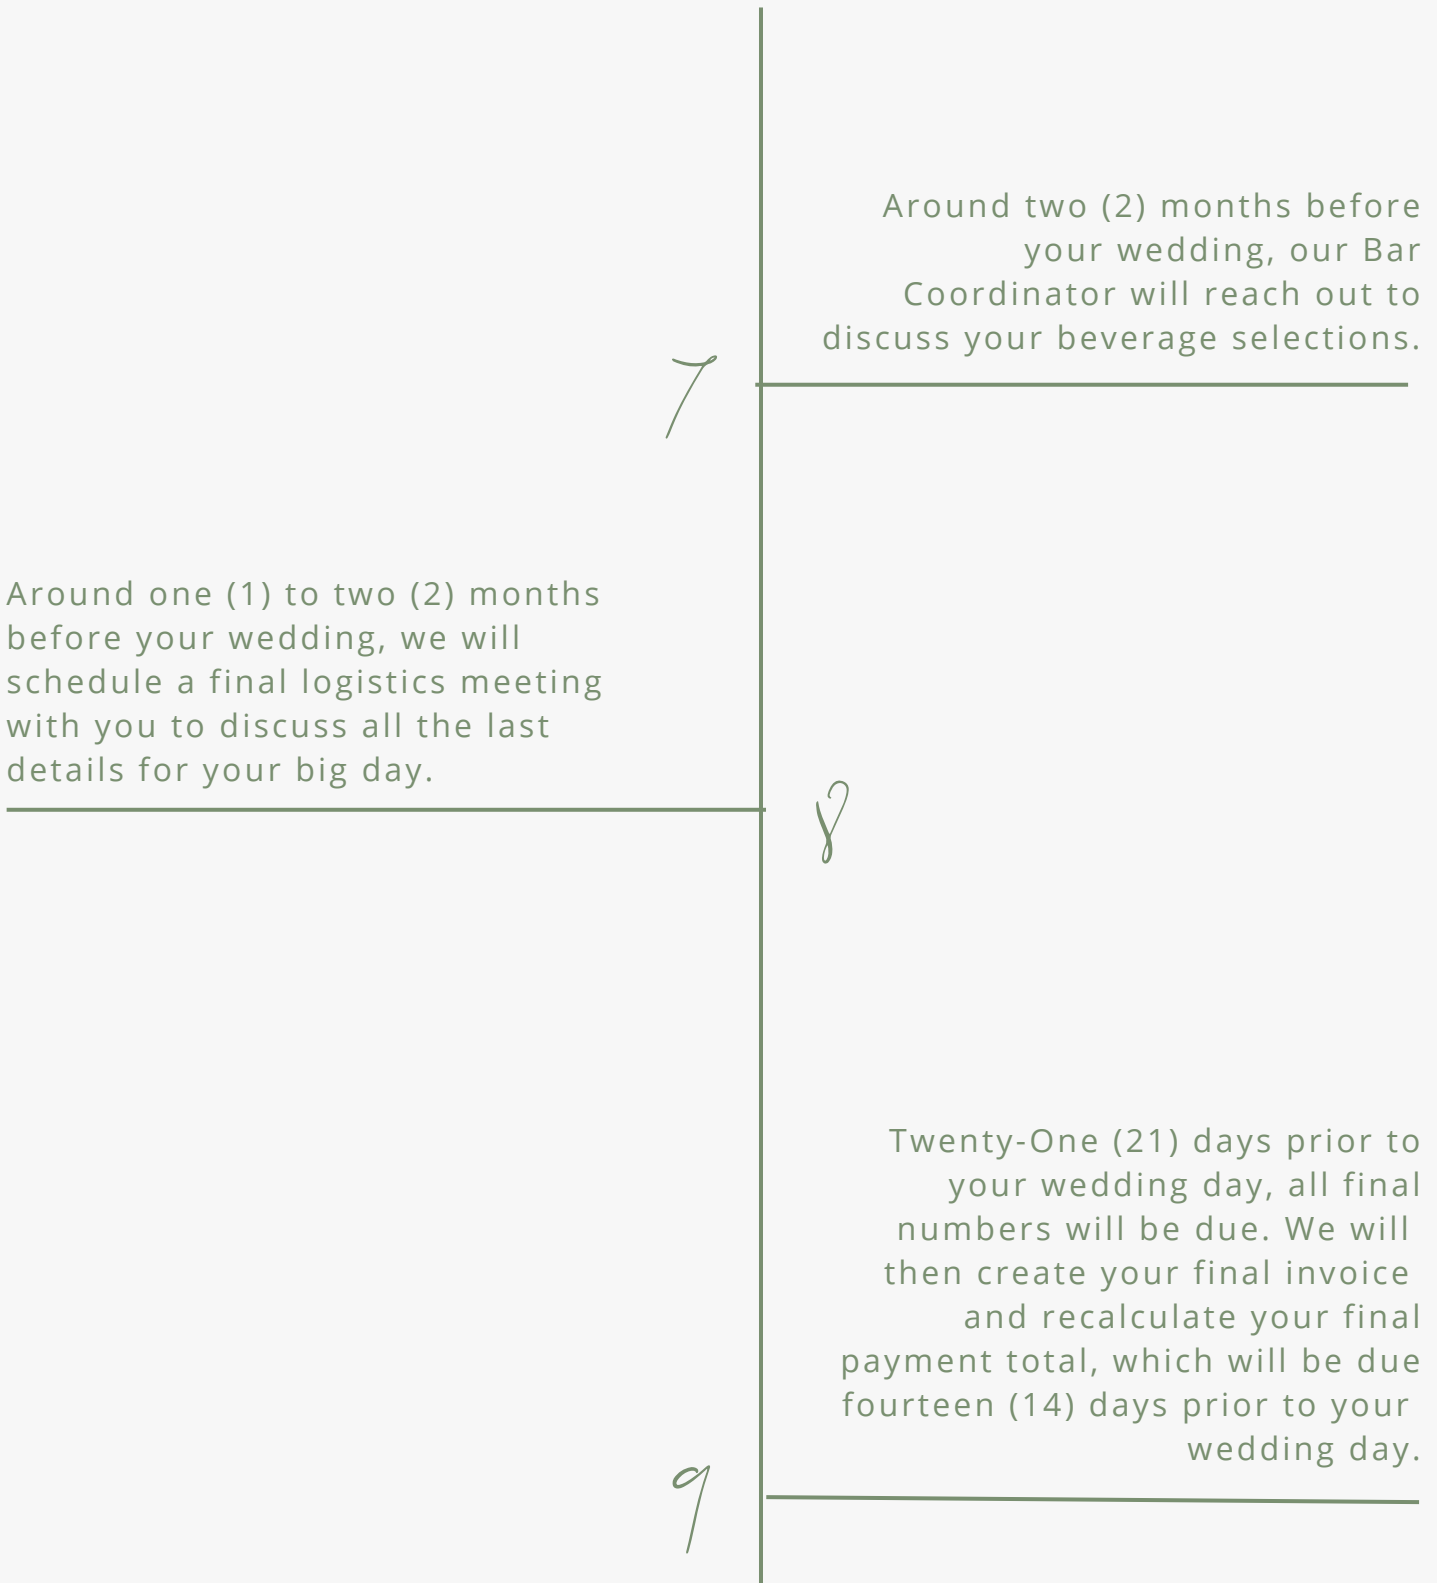 Around two (2) months before
your wedding, our Bar
Coordinator will reach out to
discuss your beverage selections.
7
Around one (1) to two (2) months
before your wedding, we will
schedule a final logistics meeting
with you to discuss all the last
details for your big day.
8
Twenty-One (21) days prior to
your wedding day, all final
numbers will be due. We will
then create your final invoice
and recalculate your final
payment total, which will be due
fourteen (14) days prior to your
wedding day.
9